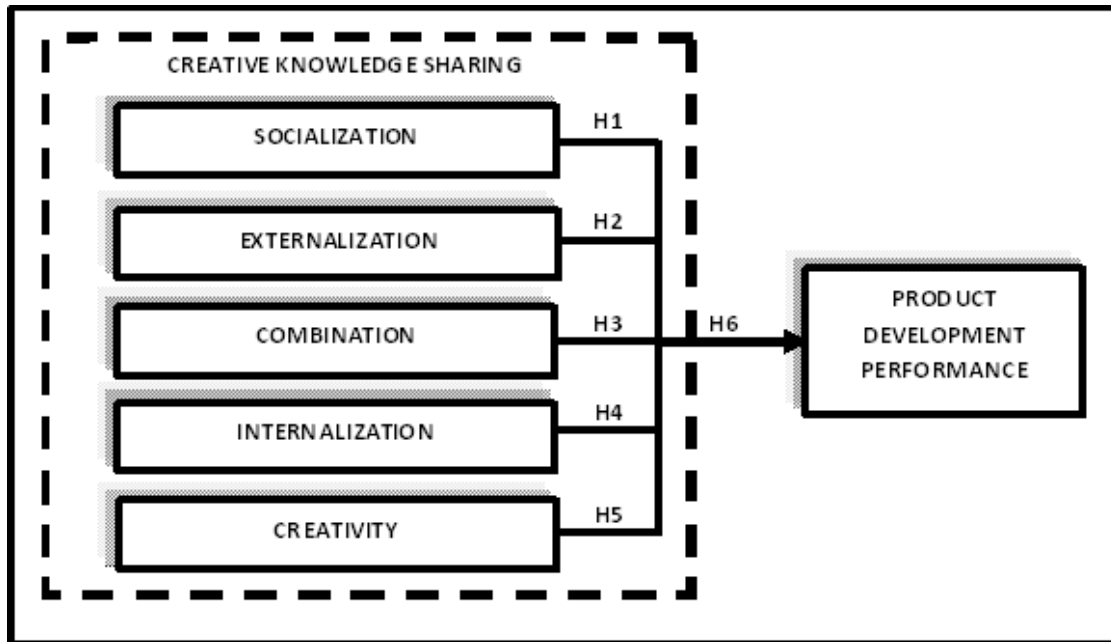 CREATIVE KNOWLEDGE SHARING
SOCIALIZATION
H1
EXTERNALIZATION
H2
COMBINATION
H3
INTERNALIZATION
H4
CREATIVITY
H5
H6
PRODUCT
DEVELOPMENT
PERFORMANCE